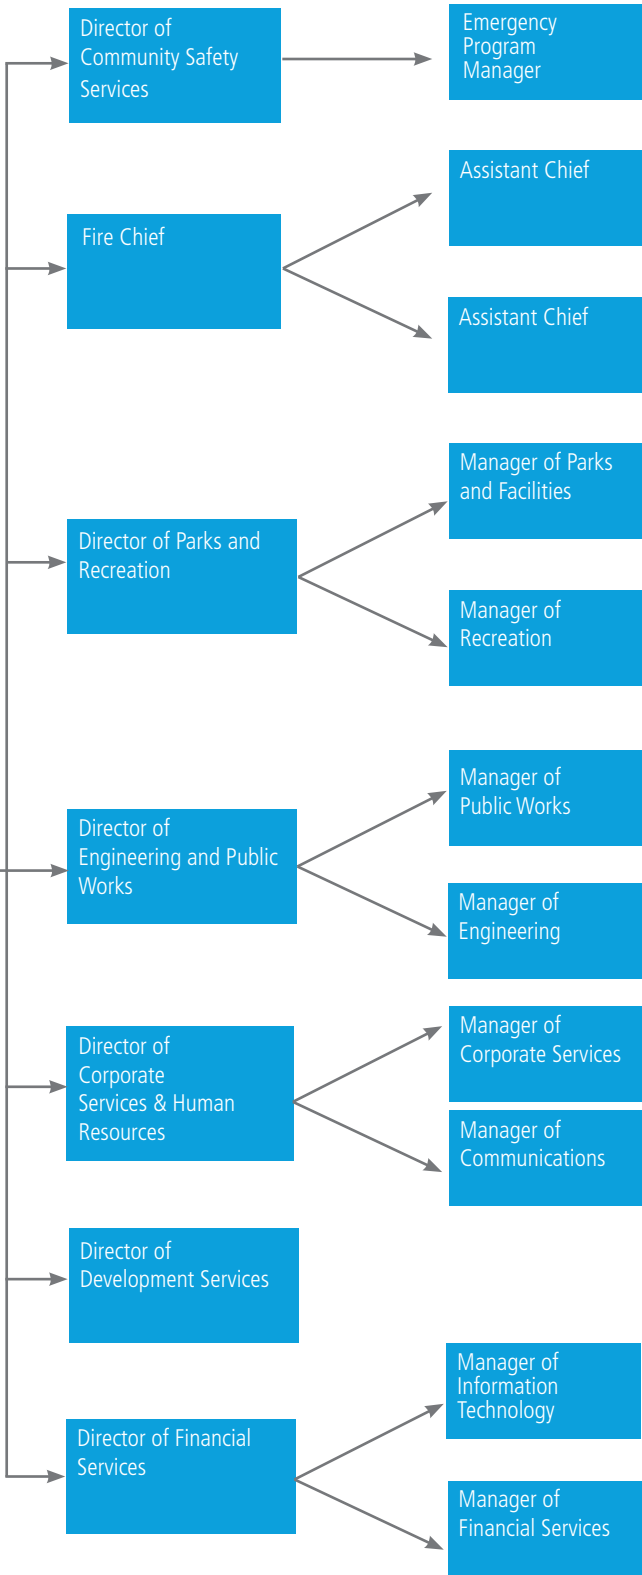 Director of
Community Safety
Services
Emergency
Program
Manager
Fire Chief
Assistant Chief
Assistant Chief
Director of Parks and
Recreation
Manager of Parks
and Facilities
Manager of
Recreation
Director of
Engineering and Public
Works
Manager of
Public Works
Manager of
Engineering
Director of
Corporate
Services & Human
Resources
Manager of
Corporate Services
Manager of
Communications
Director of
Development Services
Director of Financial
Services
Manager of
Information
Technology
Manager of
Financial Services